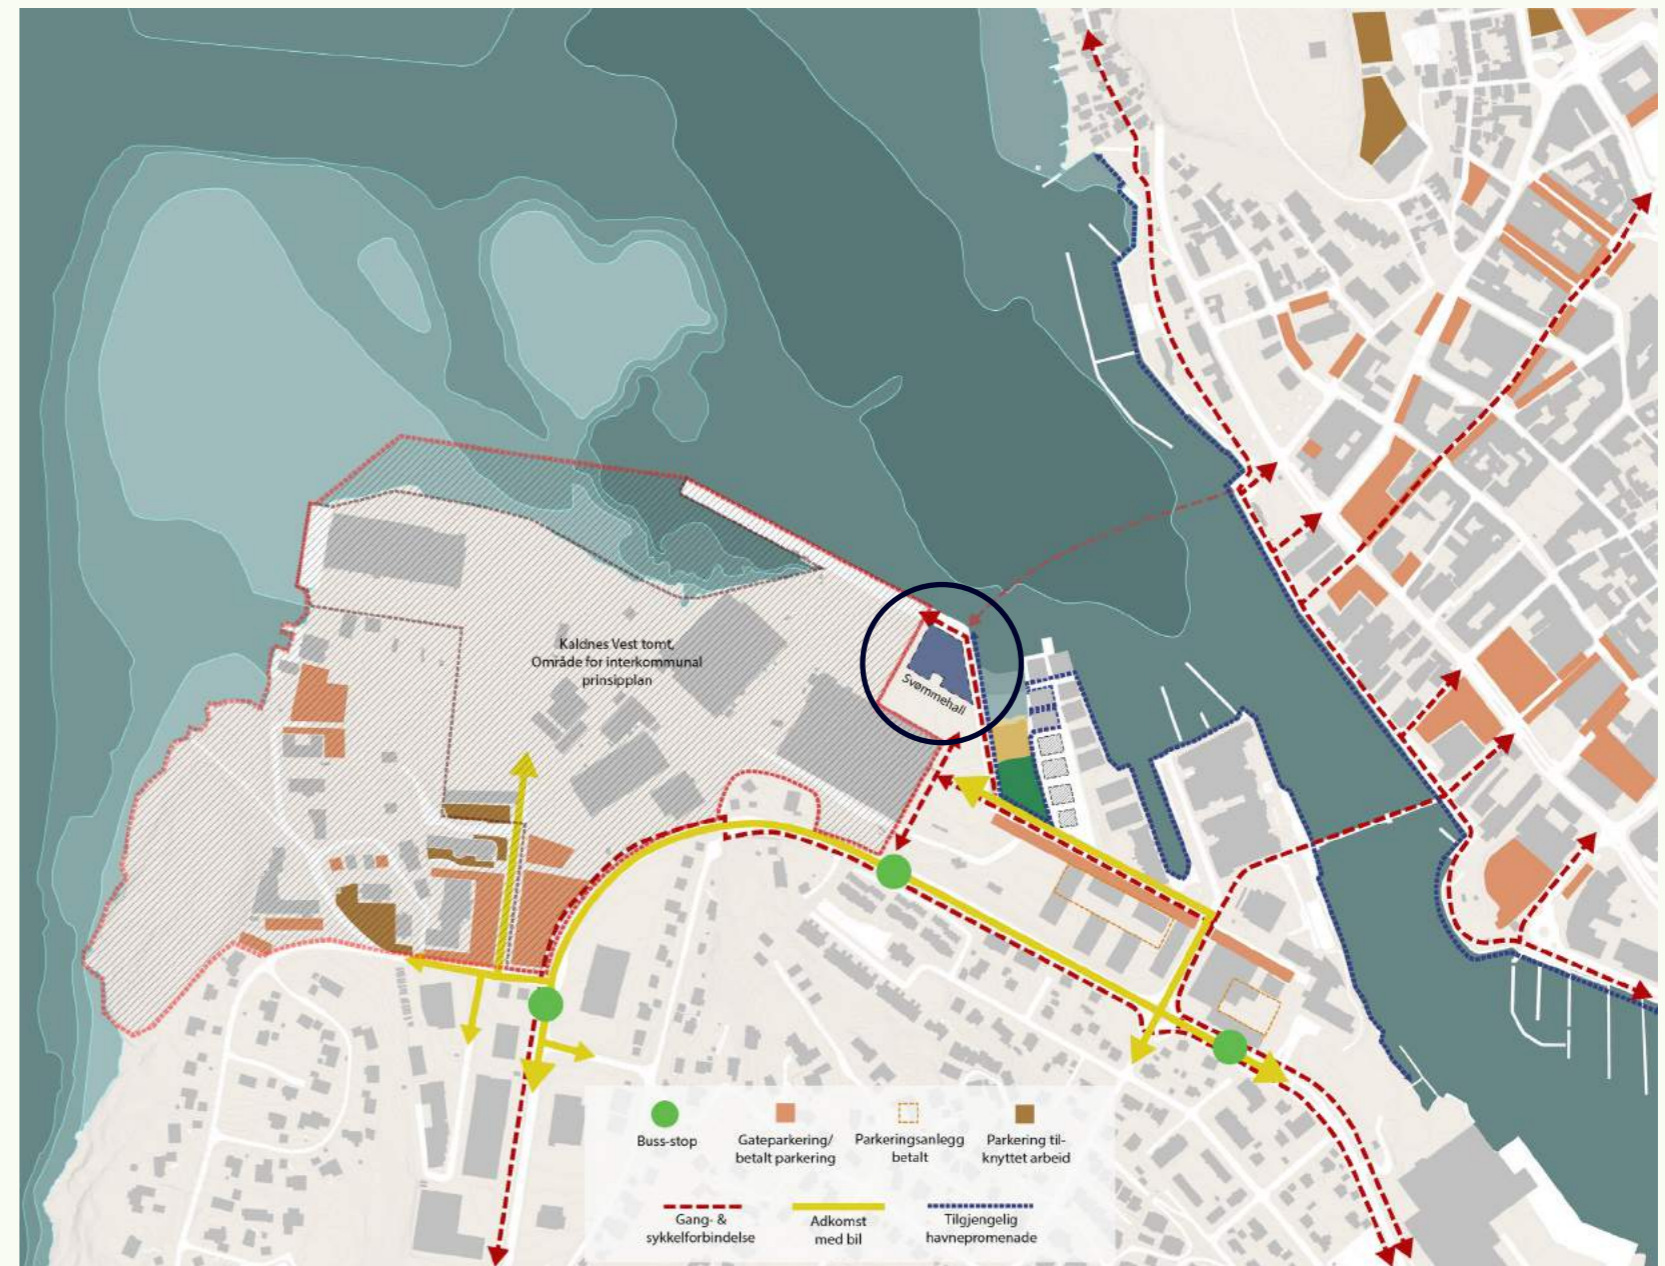 Kaldnes Vest tomt,
Område for interkommunal
prinsipplan
Svømmehall
Buss-stop
Gateparkering/
betalt parkering
Parkeringsanlegg
betalt
Parkering til-
knyttet arbeid
Gang- &
sykkelforbindelse
Adkomst
med bil
Tilgjengelig
havnepromenade